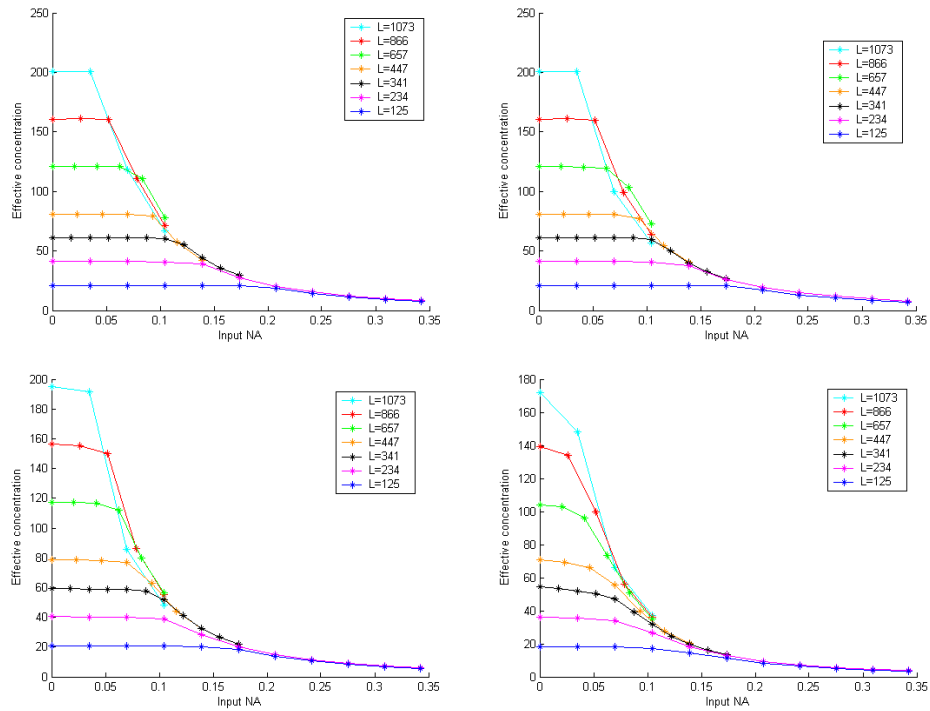 250
200
150
100
50
0
Effective concentration
0
0.05
0.1
0.15
0.2
0.25
0.3
0.35
Input NA
L=1073
L=866
L=657
L=447
L=341
L=234
L=125
250
200
150
100
50
0
Effective concentration
0
0.05
0.1
0.15
0.2
0.25
0.3
0.35
Input NA
L=1073
L=866
L=657
L=447
L=341
L=234
L=125
200
180
160
140
120
100
80
60
40
20
0
Effective concentration
0
0.05
0.1
0.15
0.2
0.25
0.3
0.35
Input NA
L=1073
L=866
L=657
L=447
L=341
L=234
L=125
180
160
140
120
100
80
60
40
20
0
Effective concentration
0
0.05
0.1
0.15
0.2
0.25
0.3
0.35
Input NA
L=1073
L=866
L=657
L=447
L=341
L=234
L=125